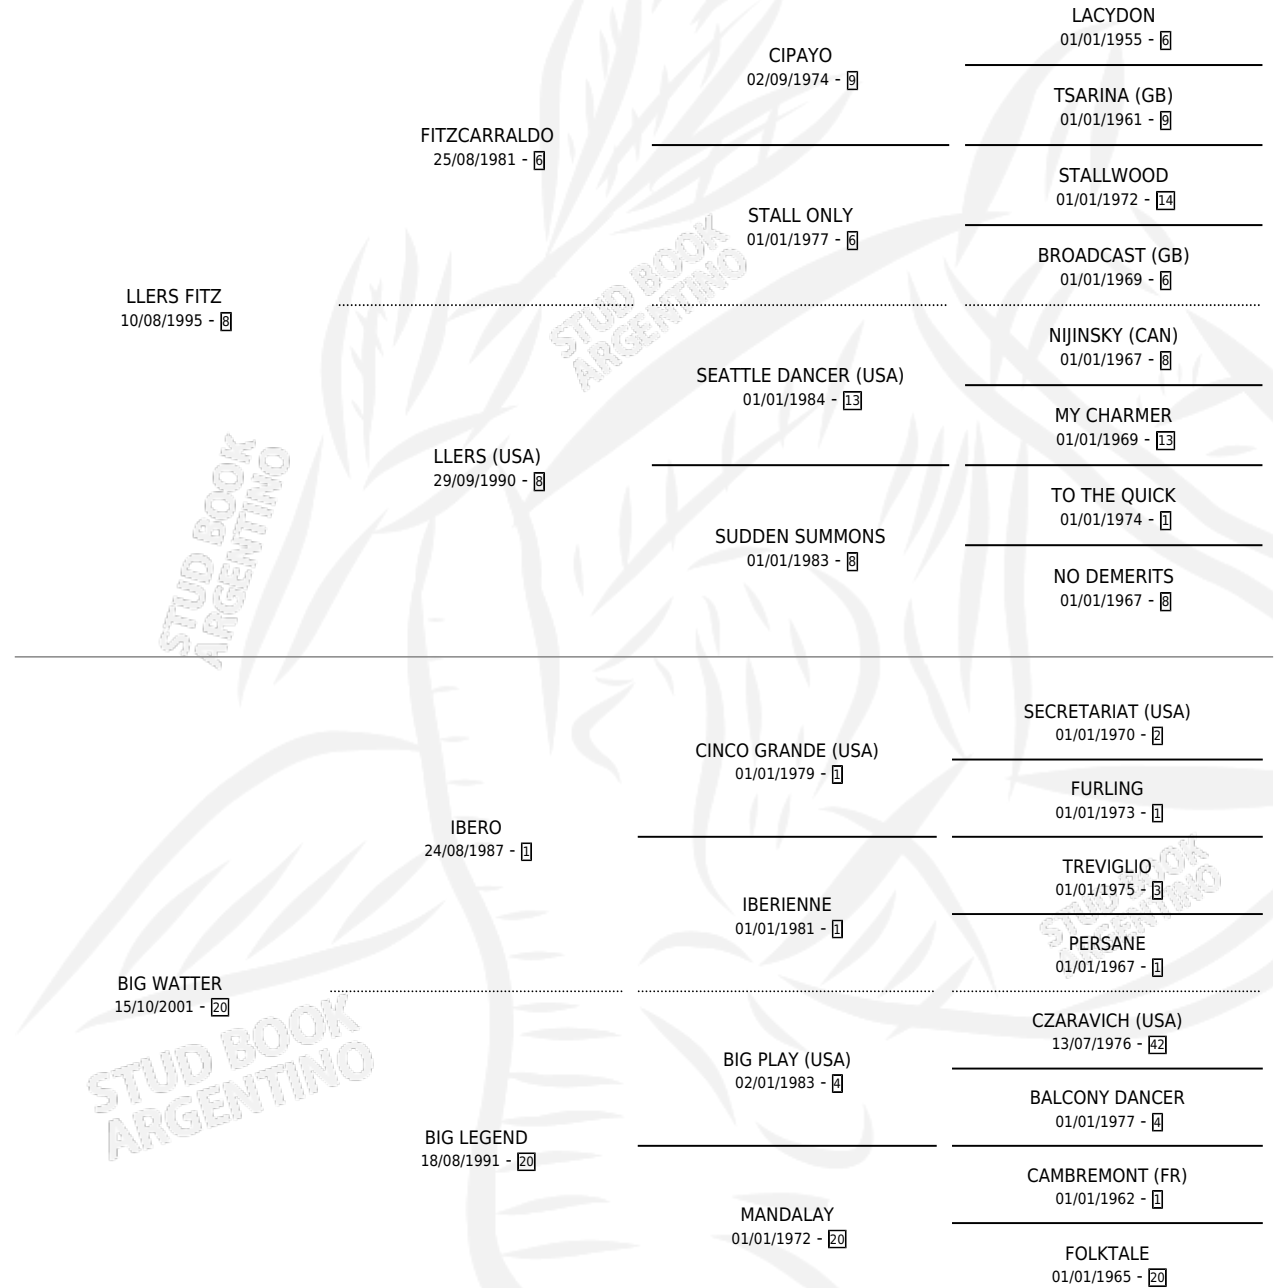 LACYDON
01/01/1955 - 6
CIPAYO
02/09/1974 - 9
TSARINA (GB)
01/01/1961 - 9
FITZCARRALDO
25/08/1981 - 6
STALLWOOD
01/01/1972 - 14
STALL ONLY
01/01/1977 - 6
BROADCAST (GB)
01/01/1969 - 6
LLERS FITZ
10/08/1995 - 8
NIJINSKY (CAN)
01/01/1967 - 8
SEATTLE DANCER (USA)
01/01/1984 - 13
MY CHARMER
01/01/1969 - 13
LLERS (USA)
29/09/1990 - 8
TO THE QUICK
01/01/1974 - 1
SUDDEN SUMMONS
01/01/1983 - 8
NO DEMERITS
01/01/1967 - 8
SECRETARIAT (USA)
01/01/1970 - 2
CINCO GRANDE (USA)
01/01/1979 - 1
FURLING
01/01/1973 - 1
IBERO
24/08/1987 - 1
TREVIGLIO
01/01/1975 - 3
IBERIENNE
01/01/1981 - 1
PERSANE
01/01/1967 - 1
BIG WATTER
15/10/2001 - 20
CZARAVICH (USA)
13/07/1976 - 42
BIG PLAY (USA)
02/01/1983 - 4
BALCONY DANCER
01/01/1977 - 4
BIG LEGEND
18/08/1991 - 20
CAMBREMONT (FR)
01/01/1962 - 1
MANDALAY
01/01/1972 - 20
FOLKTALE
01/01/1965 - 20
STUD BOOK
ARGENTINO
STUD BOOK
ARGENTINO
STUD BOOK
ARGENTINO
STUD BOOK
ARGENTINO